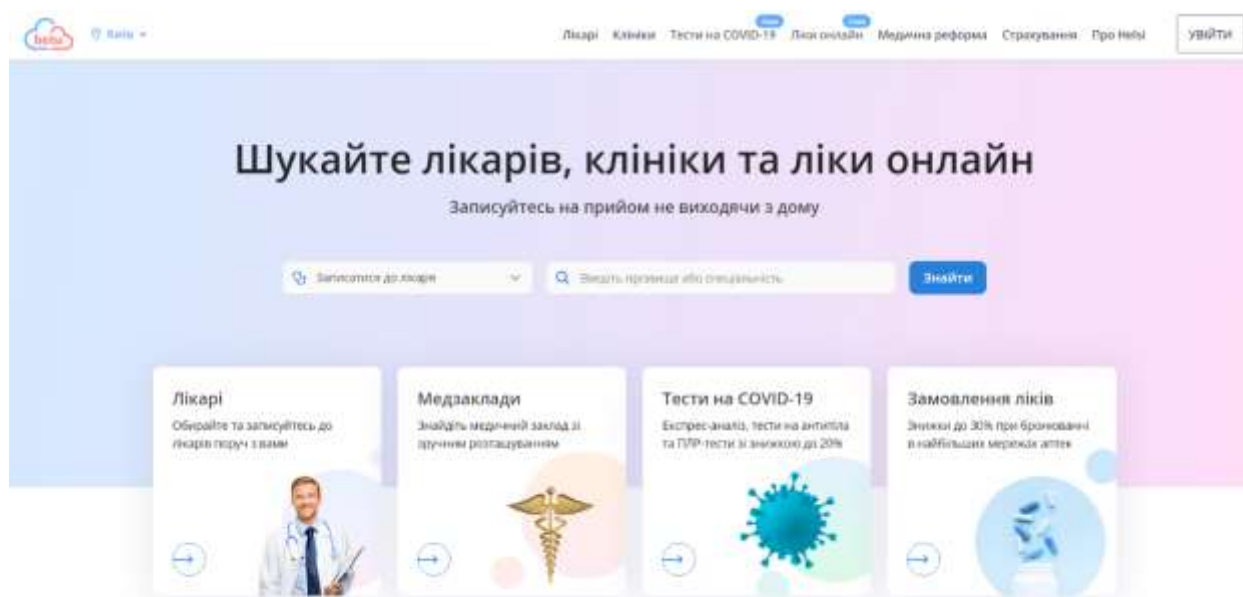 helsi
Київ
Лікарі Клініки Тести на COVID-19 Ліки онлайн Медична реформа Страхування Про Helsi УВІЙТИ
Шукайте лікарів, клініки та ліки онлайн
Записуйтесь на прийом не виходячи з дому
Записатися до лікаря
Введіть прізвище або спеціальність
Знайти
Лікарі
Обирайте та записуйтесь до
лікарів поруч з вами
Медзаклади
Знайдіть медичний заклад зі
зручним розташуванням
Тести на COVID-19
Експрес-аналіз, тести на антитіла
та ПЛР-тести зі знижкою до 20%
Замовлення ліків
Знижки до 30% при бронюванні
в найбільших мережах аптек